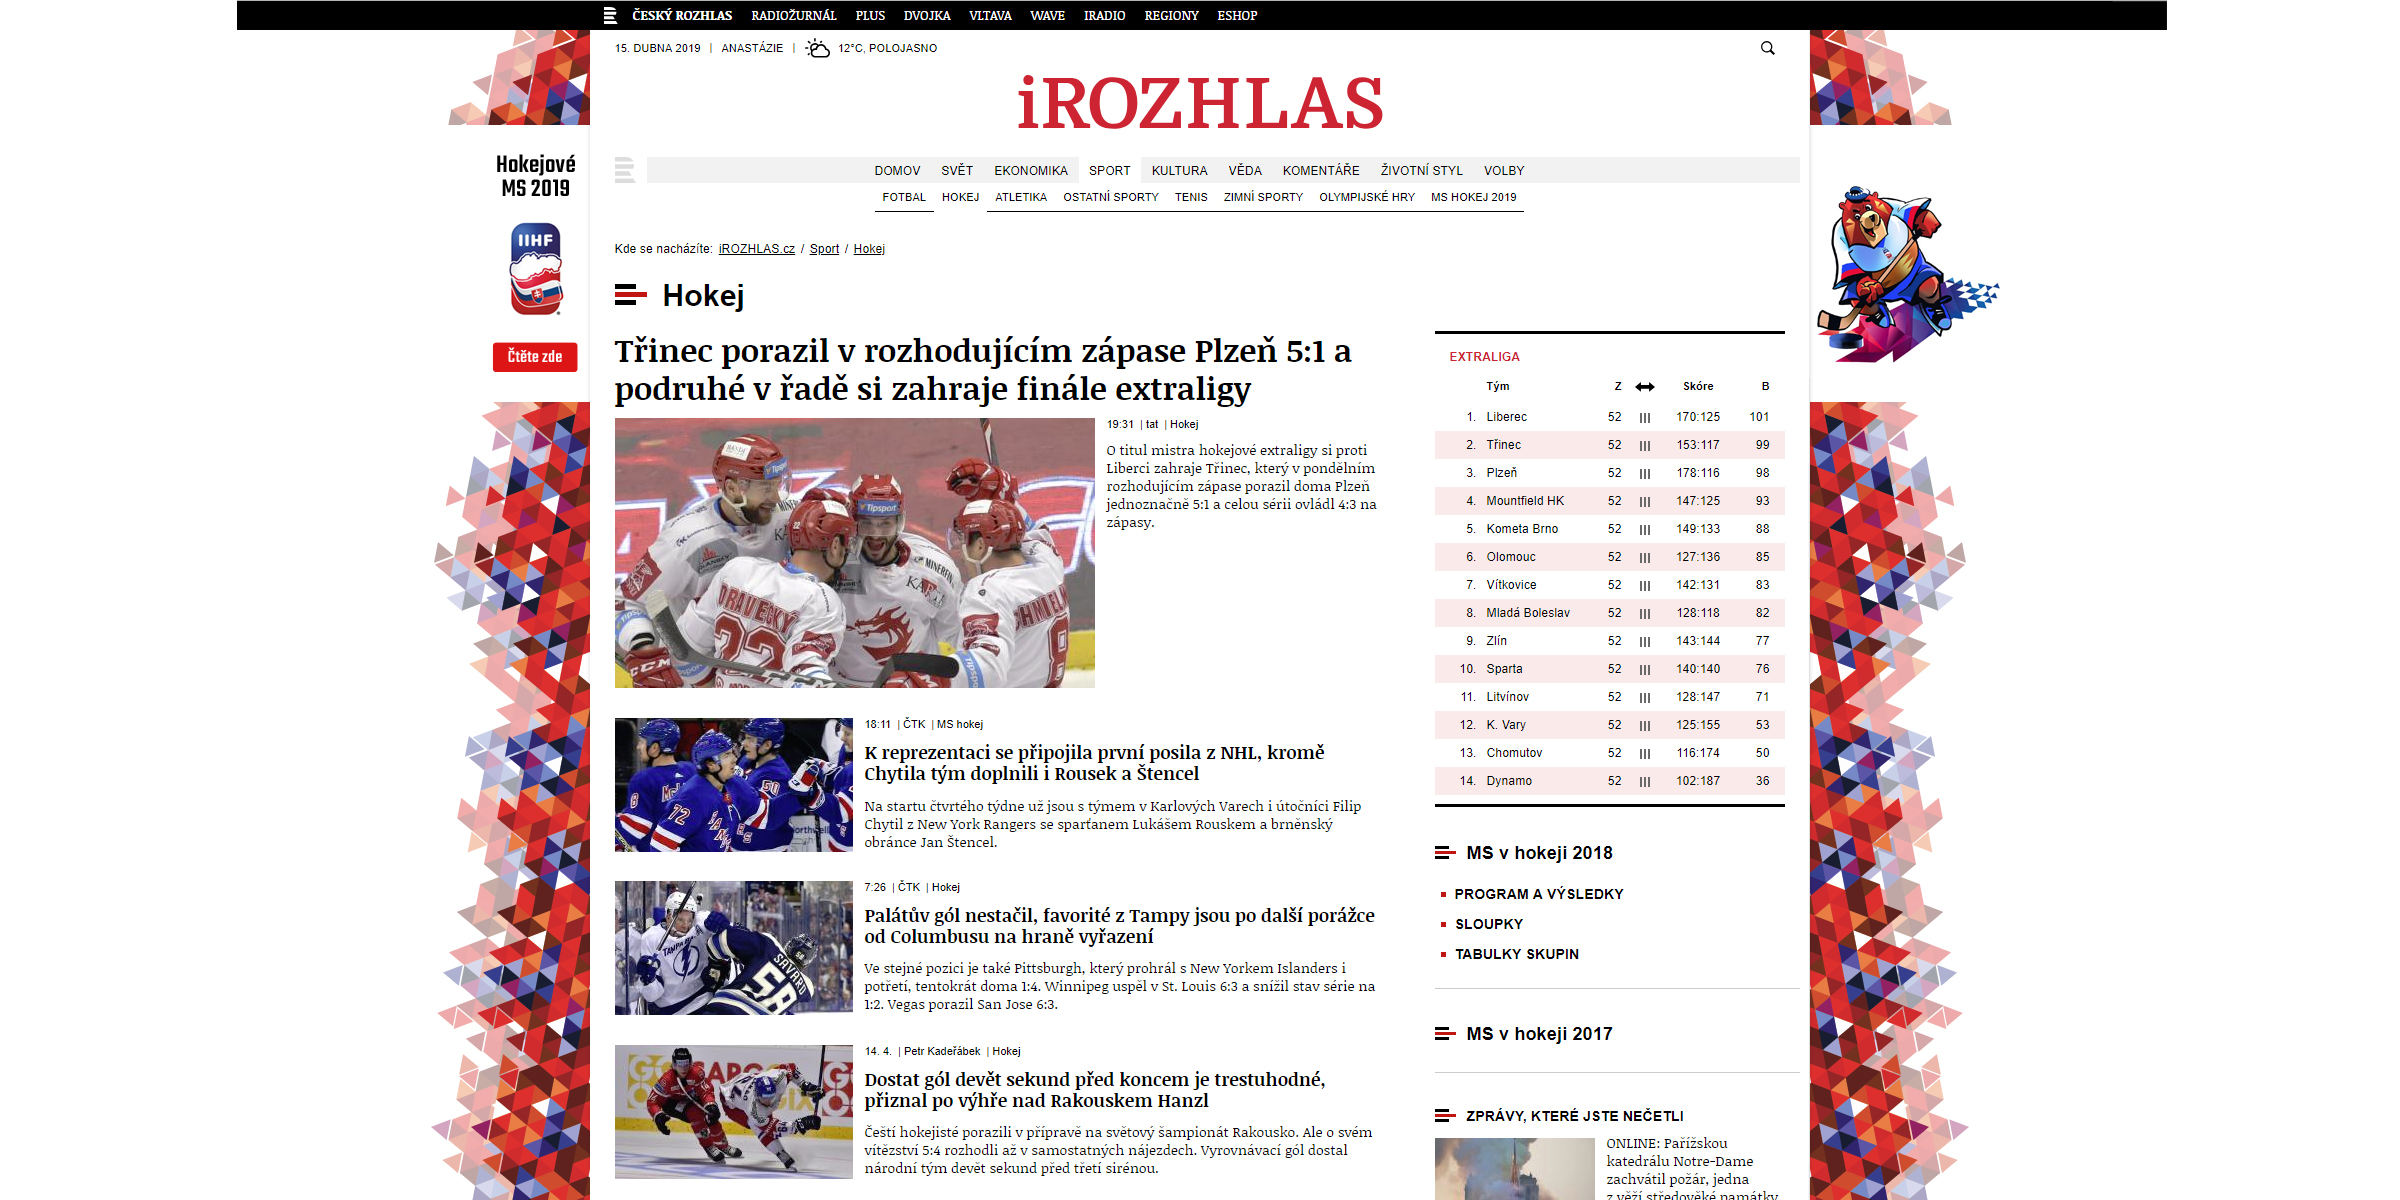 ČESKÝ ROZHLAS RADIOŽURNÁL PLUS DVOJKA VLTAVA WAVE IRADIO REGIONY ESHOP
15. DUBNA 2019 | ANASTÁZIE | 12°C, POLOJASNO
iROZHLAS
DOMOV SVĚT EKONOMIKA SPORT KULTURA VĚDA KOMENTÁŘE ŽIVOTNÍ STYL VOLBY
FOTBAL HOKEJ ATLETIKA OSTATNÍ SPORTY TENIS ZIMNÍ SPORTY OLYMPIJSKÉ HRY MS HOKEJ 2019
Hokejové
MS 2019
IIHF
Čtěte zde
Kde se nacházíte: iROZHLAS.cz / Sport / Hokej
Hokej
Třinec porazil v rozhodujícím zápase Plzeň 5:1 a
podruhé v řadě si zahraje finále extraligy
19:31 | tat | Hokej
O titul mistra hokejové extraligy si proti
Liberci zahraje Třinec, který v pondělním
rozhodujícím zápase porazil doma Plzeň
jednoznačně 5:1 a celou sérii ovládl 4:3 na
zápasy.
Tipsport
Tipsport
MINERFIN
DRAVECKÝ
22
CCM
Tipsport
18:11 | ČTK | MS hokej
K reprezentaci se připojila první posila z NHL, kromě
Chytila tým doplnili i Rousek a Štencel
Na startu čtvrtého týdne už jsou s týmem v Karlových Varech i útočníci Filip
Chytil z New York Rangers se sparťanem Lukášem Rouskem a brněnský
obránce Jan Štencel.
8
50
72
7:26 | ČTK | Hokej
Palátův gól nestačil, favorité z Tampy jsou po další porážce
od Columbusu na hraně vyřazení
Ve stejné pozici je také Pittsburgh, který prohrál s New Yorkem Islanders i
potřetí, tentokrát doma 1:4. Winnipeg uspěl v St. Louis 6:3 a snížil stav série na
1:2. Vegas porazil San Jose 6:3.
TAMPA BAY
SAVARD
58
14. 4. | Petr Kadeřábek | Hokej
Dostat gól devět sekund před koncem je trestuhodné,
přiznal po výhře nad Rakouskem Hanzl
Čeští hokejisté porazili v přípravě na světový šampionát Rakousko. Ale o svém
vítězství 5:4 rozhodli až v samostatných nájezdech. Vyrovnávací gól dostal
národní tým devět sekund před třetí sirénou.
EXTRALIGA
Tým Z Skóre B
1. Liberec 52 170:125 101
2. Třinec 52 153:117 99
3. Plzeň 52 178:116 98
4. Mountfield HK 52 147:125 93
5. Kometa Brno 52 149:133 88
6. Olomouc 52 127:136 85
7. Vítkovice 52 142:131 83
8. Mladá Boleslav 52 128:118 82
9. Zlín 52 143:144 77
10. Sparta 52 140:140 76
11. Litvínov 52 128:147 71
12. K. Vary 52 125:155 53
13. Chomutov 52 116:174 50
14. Dynamo 52 102:187 36
MS v hokeji 2018
PROGRAM A VÝSLEDKY
SLOUPKY
TABULKY SKUPIN
MS v hokeji 2017
ZPRÁVY, KTERÉ JSTE NEČETLI
ONLINE: Pařížskou
katedrálu Notre-Dame
zachvátil požár, jedna
z věží středověké památky